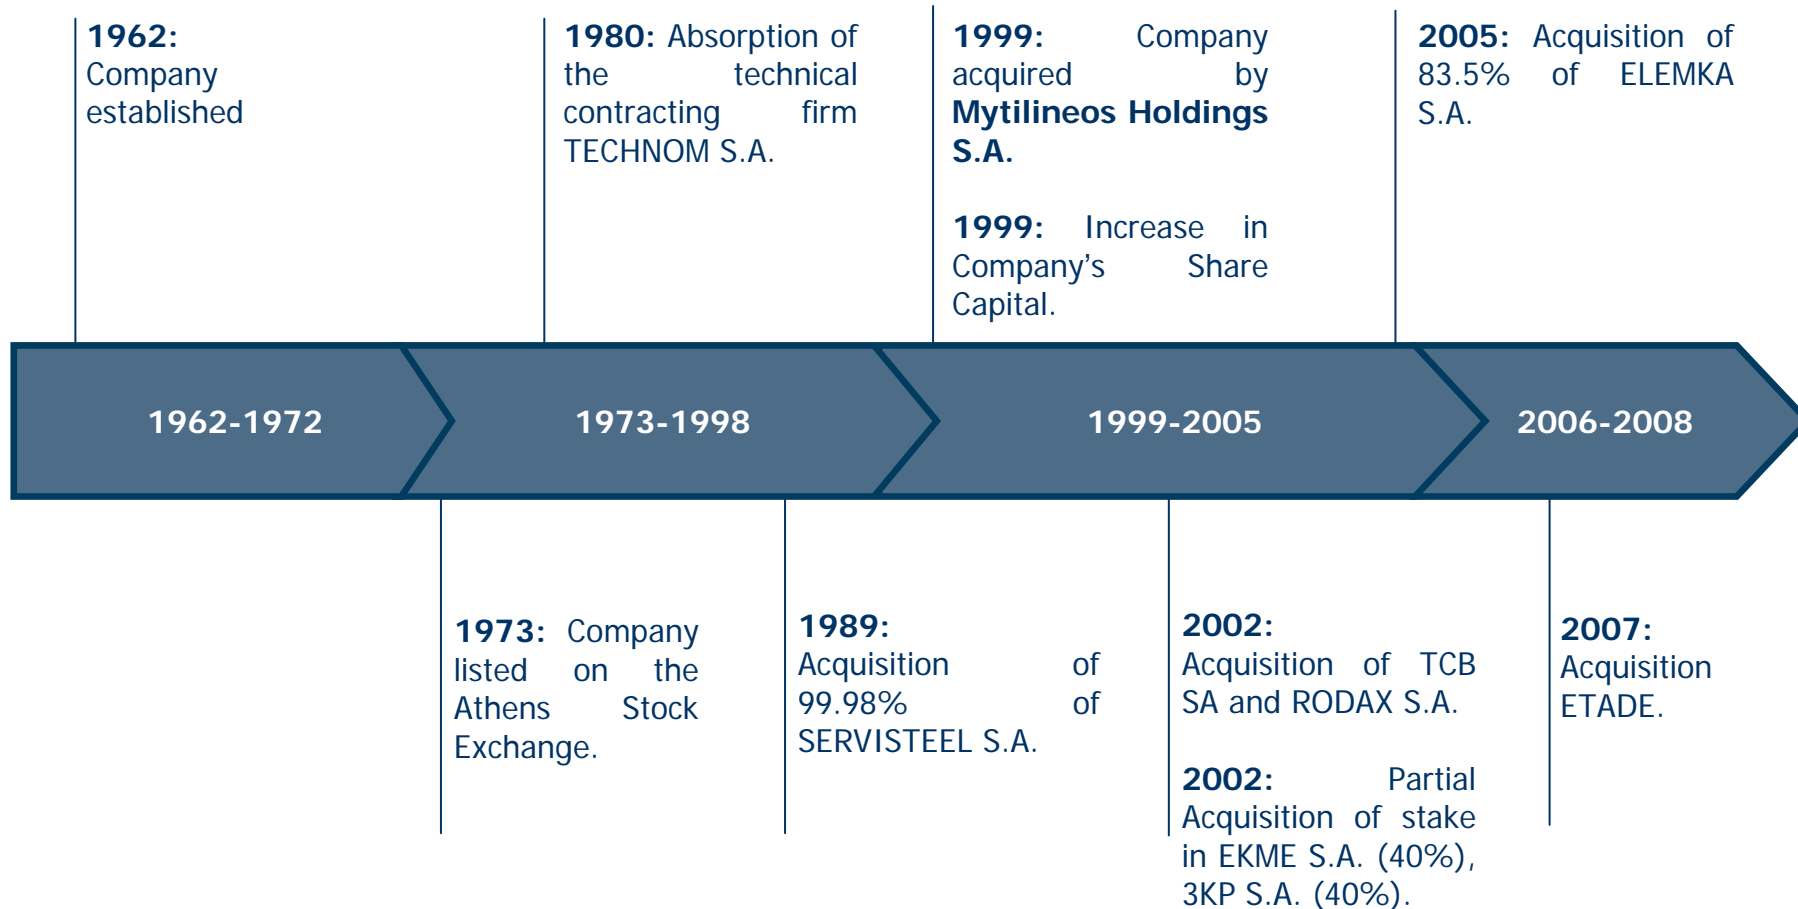 1962:
Company
established
1980: Absorption of
the technical
contracting firm
TECHNOM S.A.
1999: Company
acquired by
Mytilineos Holdings
S.A.
1999: Increase in
Company’s Share
Capital.
2005: Acquisition of
83.5% of ELEMKA
S.A.
1962-1972
1973-1998
1999-2005
2006-2008
1973: Company
listed on the
Athens Stock
Exchange.
1989:
Acquisition of
99.98% of
SERVISTEEL S.A.
2002:
Acquisition of TCB
SA and RODAX S.A.
2002: Partial
Acquisition of stake
in EKME S.A. (40%),
3KP S.A. (40%).
2007:
Acquisition
ETADE.